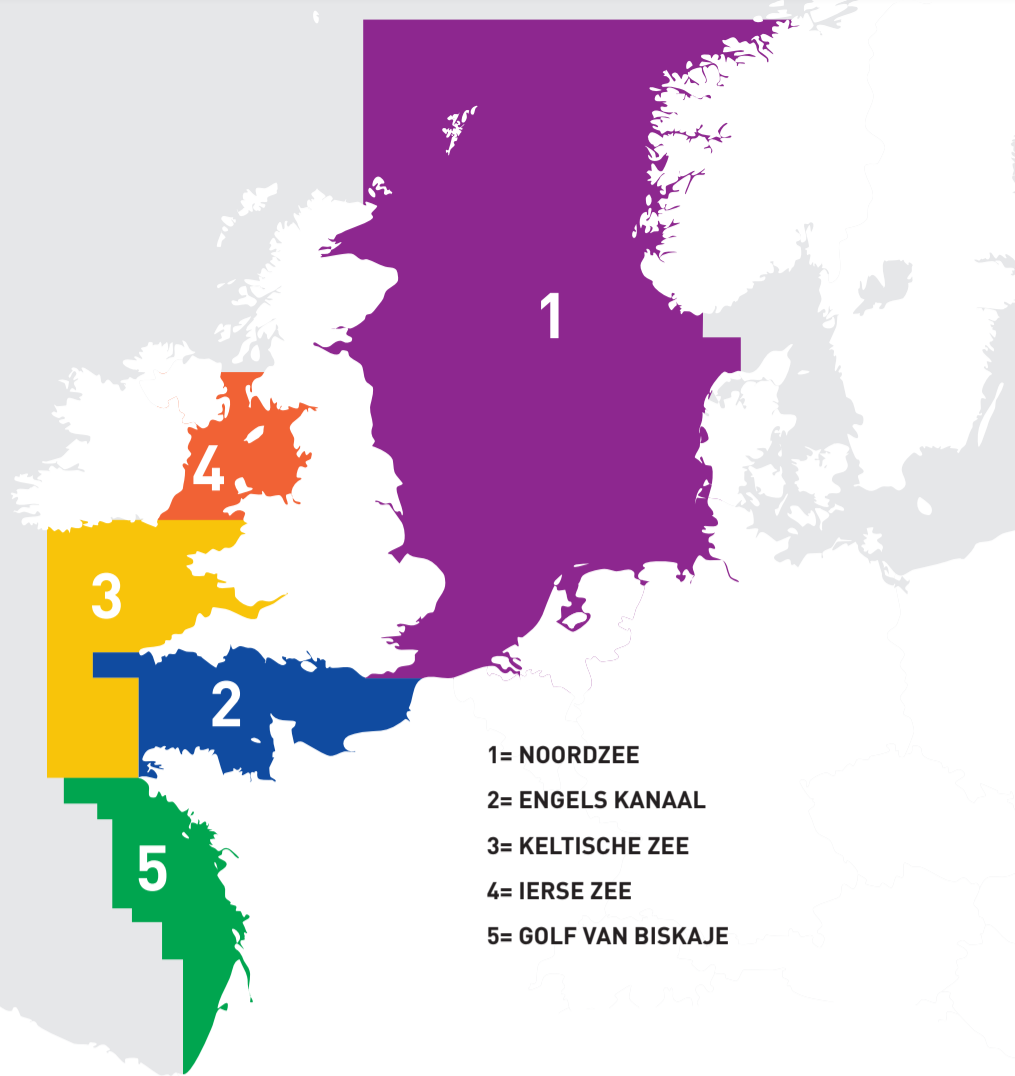 1
4
3
2
5
1= NOORDZEE
2= ENGELS KANAAL
3= KELTISCHE ZEE
4= IERSE ZEE
5= GOLF VAN BISKAJE